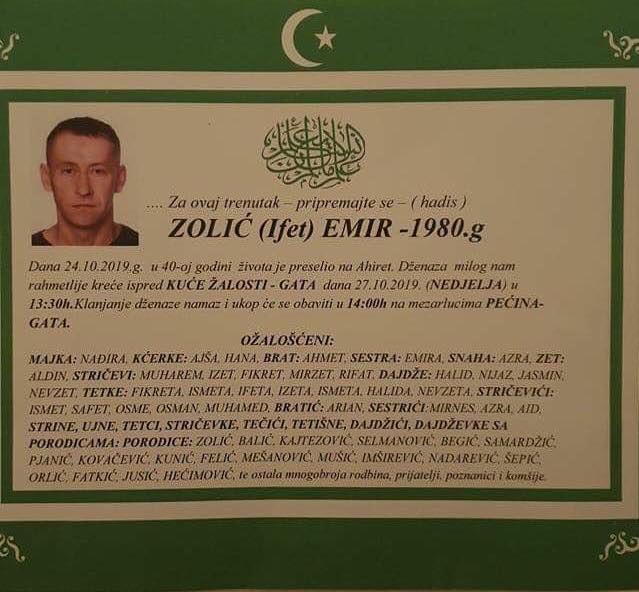 .... Za ovaj trenutak – pripremajte se – ( hadis )
ZOLIĆ (Ifet) EMIR -1980.g
Dana 24.10.2019.g. u 40-oj godini života je preselio na Ahiret. Dženaza milog nam
rahmetlije kreće ispred KUĆE ŽALOSTI - GATA dana 27.10.2019. (NEDJELJA) u
13:30h.Klanjanje dženaze namaz i ukop će se obaviti u 14:00h na mezarlucima PEĆINA-
GATA.
OŽALOŠĆENI:
MAJKA: NAĐIRA, KĆERKE: AJŠA, HANA, BRAT: AHMET, SESTRA: EMIRA, SNAHA: AZRA, ZET:
ALDIN, STRIČEVI: MUHAREM, IZET, FIKRET, MIRZET, RIFAT, DAJDŽE: HALID, NIJAZ, JASMIN,
NEVZET, TETKE: FIKRETA, ISMETA, IFETA, IZETA, ISMETA, HALIDA, NEVZETA, STRIČEVIĆI:
ISMET, SAFET, OSME, OSMAN, MUHAMED, BRATIĆ: ARIAN, SESTRIĆI:MIRNES, AZRA, AID,
STRINE, UJNE, TETCI, STRIČEVKE, TEČIĆI, TETIŠNE, DAJDŽIĆI, DAJDŽEVKE SA
PORODICAMA: PORODICE: ZOLIĆ, BALIĆ, KAJTEZOVIĆ, SELMANOVIĆ, BEGIĆ, SAMARDŽIĆ,
PJANIĆ, KOVAČEVIĆ, KUNIĆ, FELIĆ, MEŠANOVIĆ, MUŠIĆ, IMŠIREVIĆ, NADAREVIĆ, ŠEPIĆ,
ORLIĆ, FATKIĆ, JUSIĆ, HEĆIMOVIĆ, te ostala mnogobroja rodbina, prijatelji, poznanici i komšije.